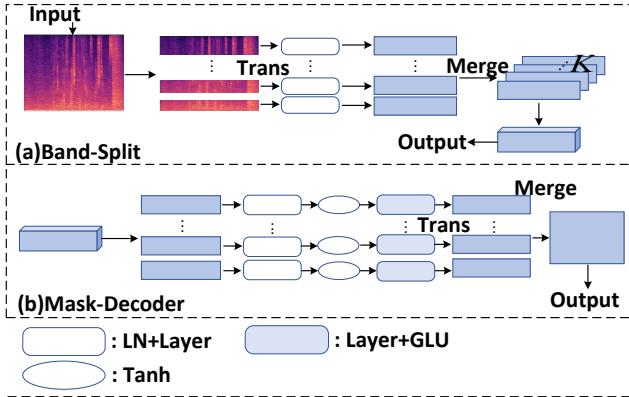 Input
Trans
Merge
K
Output
(a)Band-Split
Merge
Trans
Output
(b)Mask-Decoder
: LN+Layer
: Layer+GLU
: Tanh